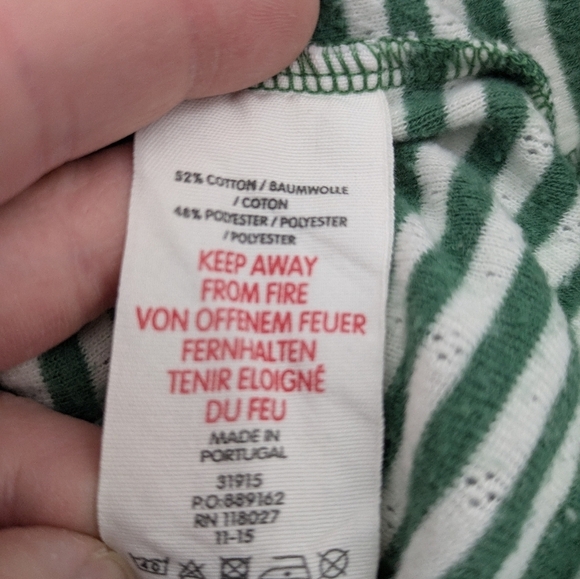 52% COTTON / BAUMWOLLE
/ COTON
48% POLYESTER / POLYESTER
/ POLYESTER
KEEP AWAY
FROM FIRE
VON OFFENEM FEUER
FERNHALTEN
TENIR ELOIGNÉ
DU FEU
MADE IN
PORTUGAL
31915
P.O:889162
RN 118027
11-15
40